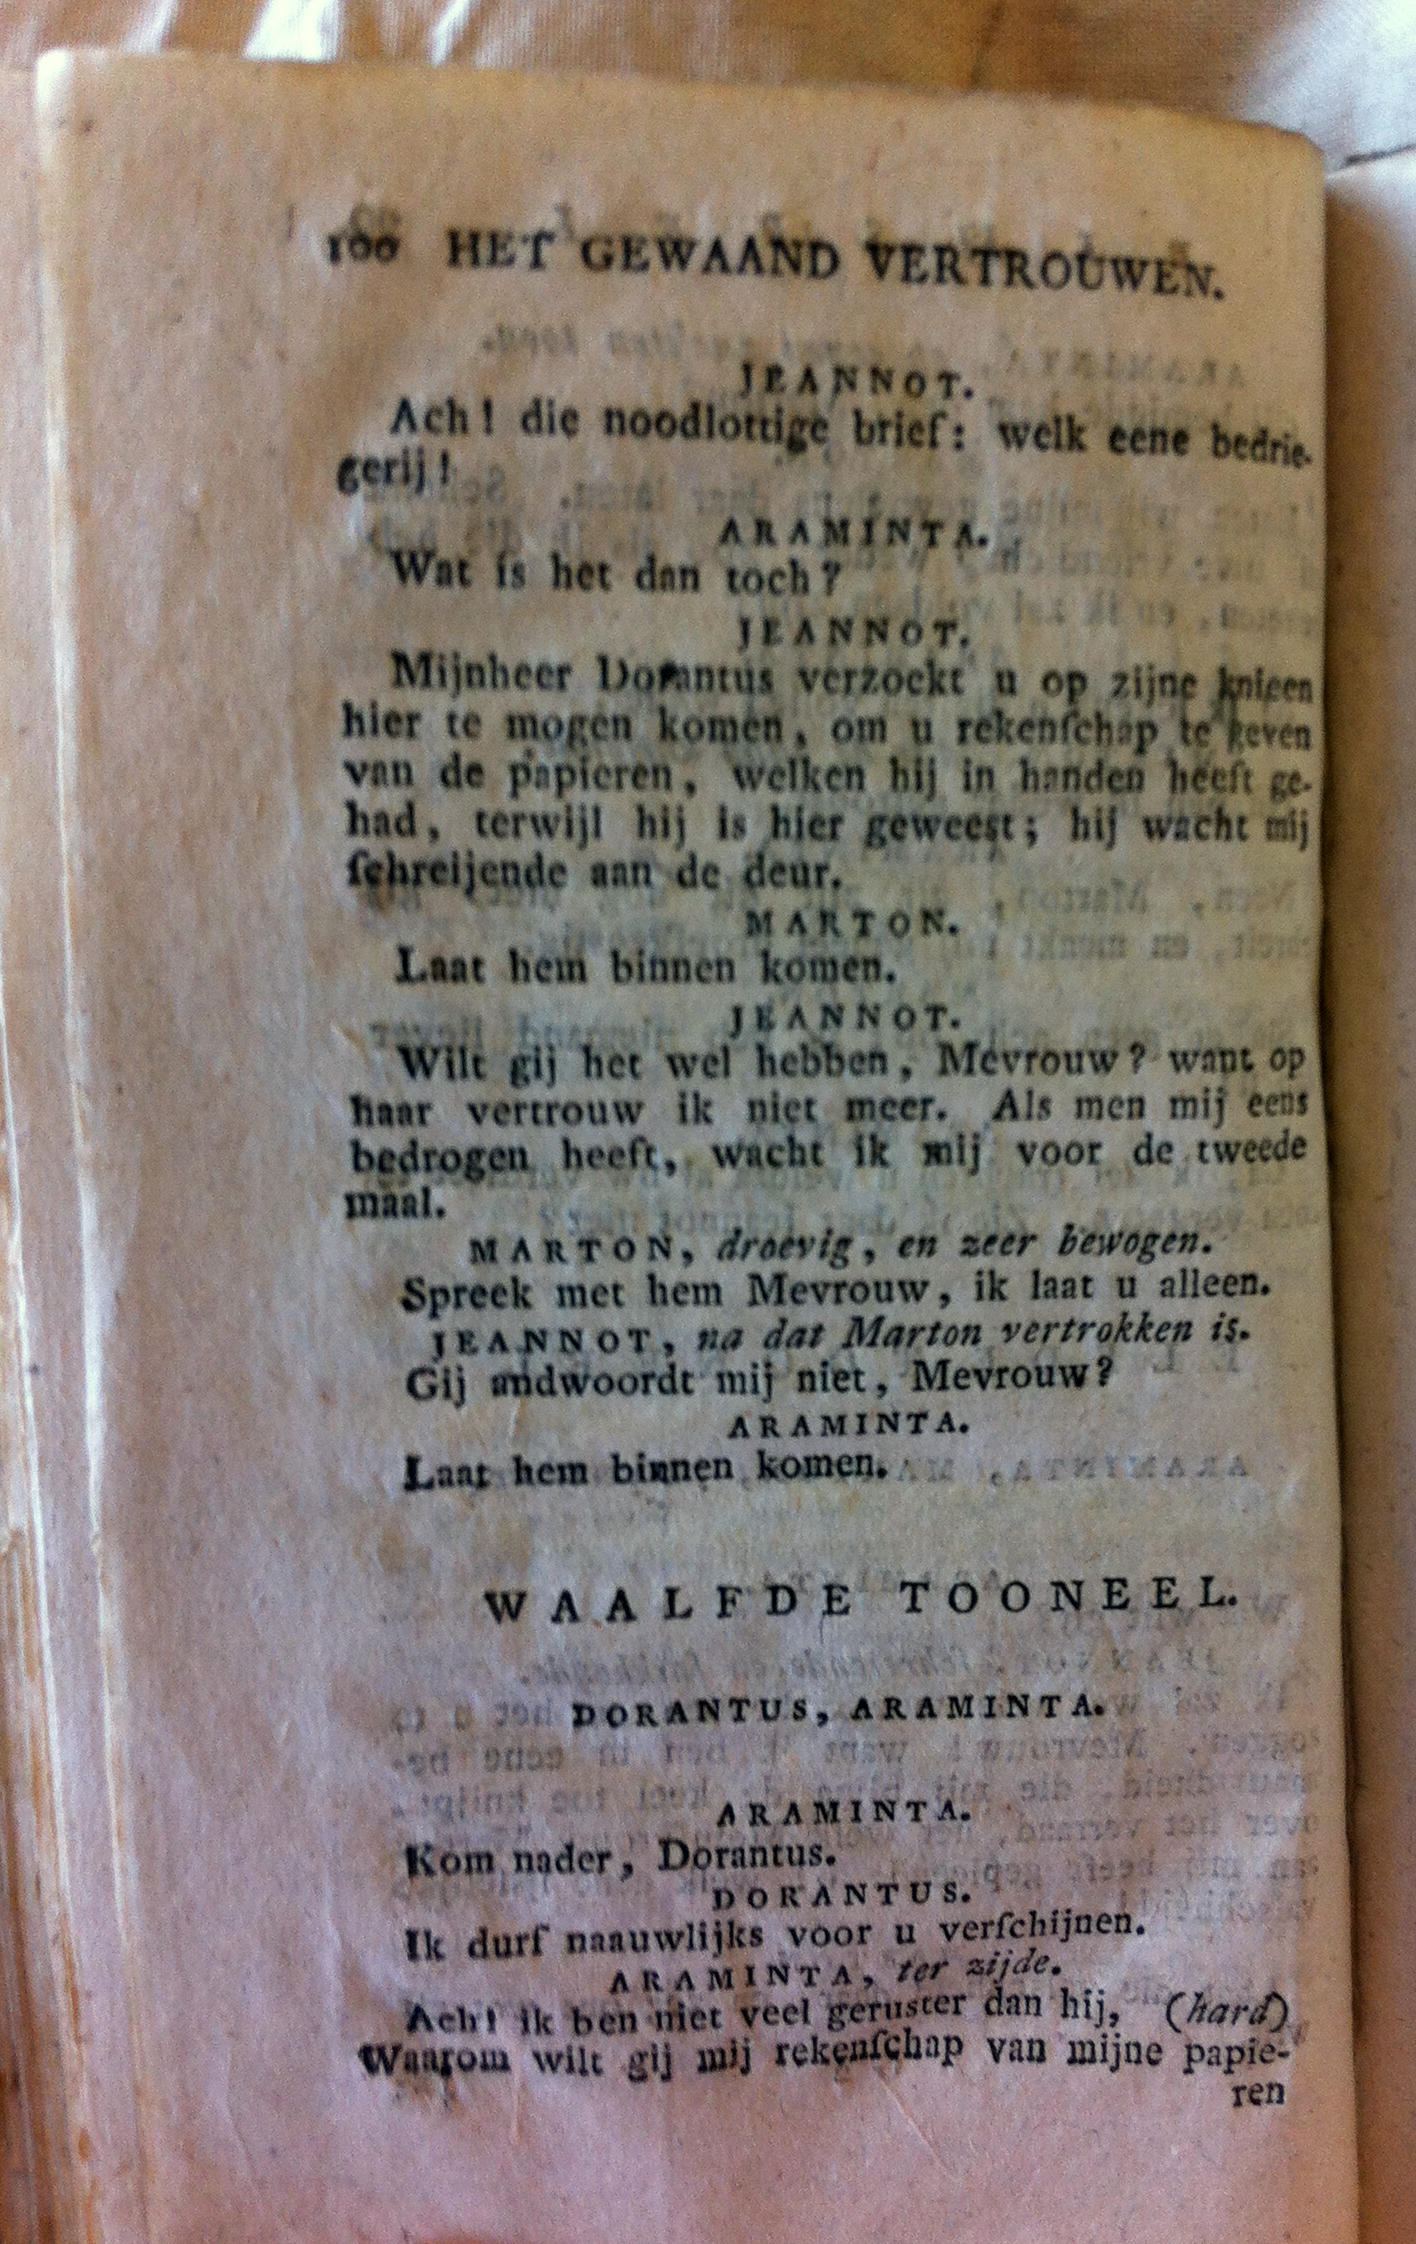 100 HET GEWAAND VERTROUWEN.
JEANNOT.
Ach! die noodlottige brief: welk eene bedrie-
gerij!
ARAMINTA.
Wat is het dan toch?
JEANNOT.
Mijnheer Dorantus verzoekt u op zijne knieen
hier te mogen komen, om u rekenſchap te geven
van de papieren, welken hij in handen heeft ge-
had, terwijl hij is hier geweest; hij wacht mij
ſchreijende aan de deur.
MARTON.
Laat hem binnen komen.
JEANNOT.
Wilt gij het wel hebben, Mevrouw? want op
haar vertrouw ik niet meer. Als men mij eens
bedrogen heeft, wacht ik mij voor de tweede
maal.
MARTON, droevig, en zeer bewogen.
Spreek met hem Mevrouw, ik laat u alleen.
JEANNOT, na dat Marton vertrokken is.
Gij andwoordt mij niet, Mevrouw?
ARAMINTA.
Laat hem binnen komen.
WAALFDE TOONEEL.
DORANTUS, ARAMINTA.
ARAMINTA.
Kom nader, Dorantus.
DORANTUS.
Ik durf naauwlijks voor u verſchijnen.
ARAMINTA, ter zijde.
Ach! ik ben niet veel geruster dan hij, (hard)
Waarom wilt gij mij rekenſchap van mijne papie-
ren